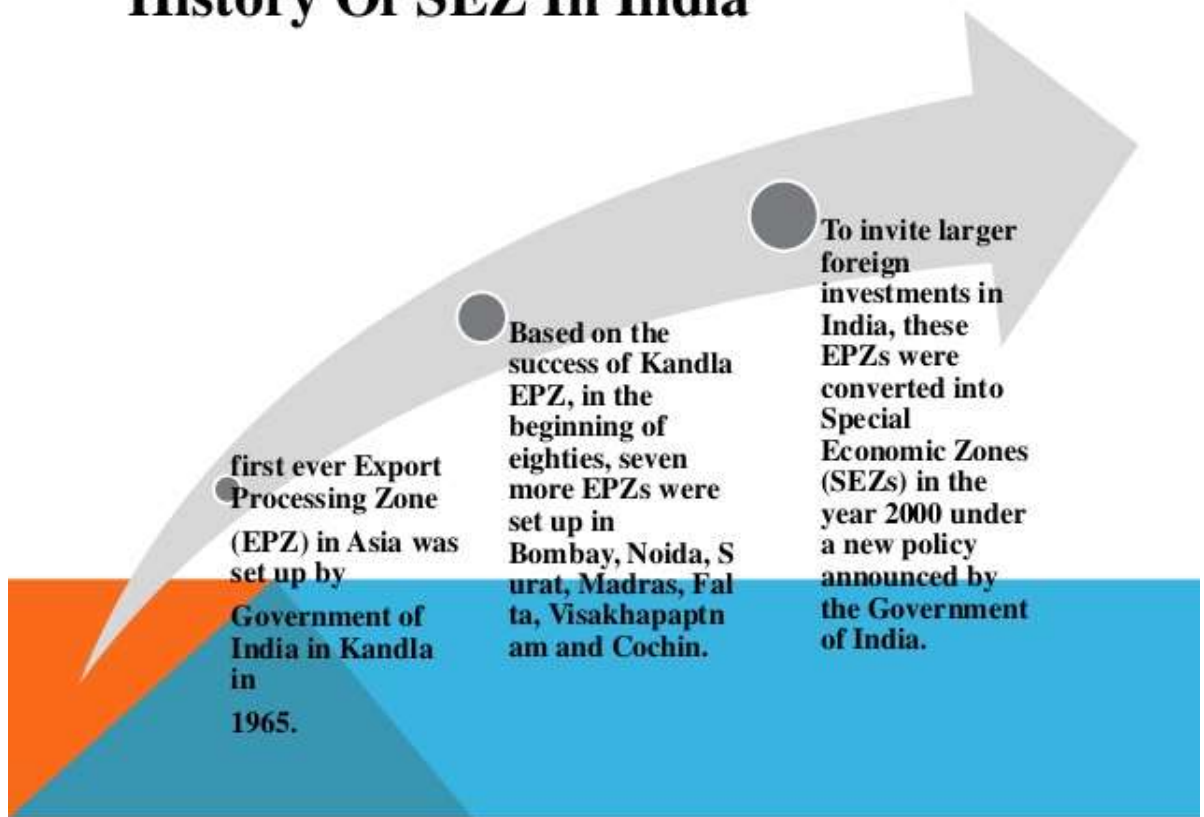 History Of SEZ In India
first ever Export
Processing Zone
(EPZ) in Asia was
set up by
Government of
India in Kandla
in
1965.
Based on the
success of Kandla
EPZ, in the
beginning of
eighties, seven
more EPZs were
set up in
Bombay, Noida, S
urat, Madras, Fal
ta, Visakhapaptn
am and Cochin.
To invite larger
foreign
investments in
India, these
EPZs were
converted into
Special
Economic Zones
(SEZs) in the
year 2000 under
a new policy
announced by
the Government
of India.